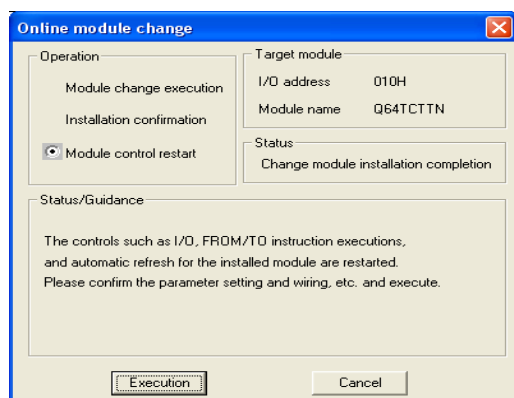 Online module change
Operation
Module change execution
Installation confirmation
Module control restart
Target module
I/O address 010H
Module name Q64TCTTN
Status
Change module installation completion
Status/Guidance
The controls such as I/O, FROM/TO instruction executions,
and automatic refresh for the installed module are restarted.
Please confirm the parameter setting and wiring, etc. and execute.
Execution Cancel